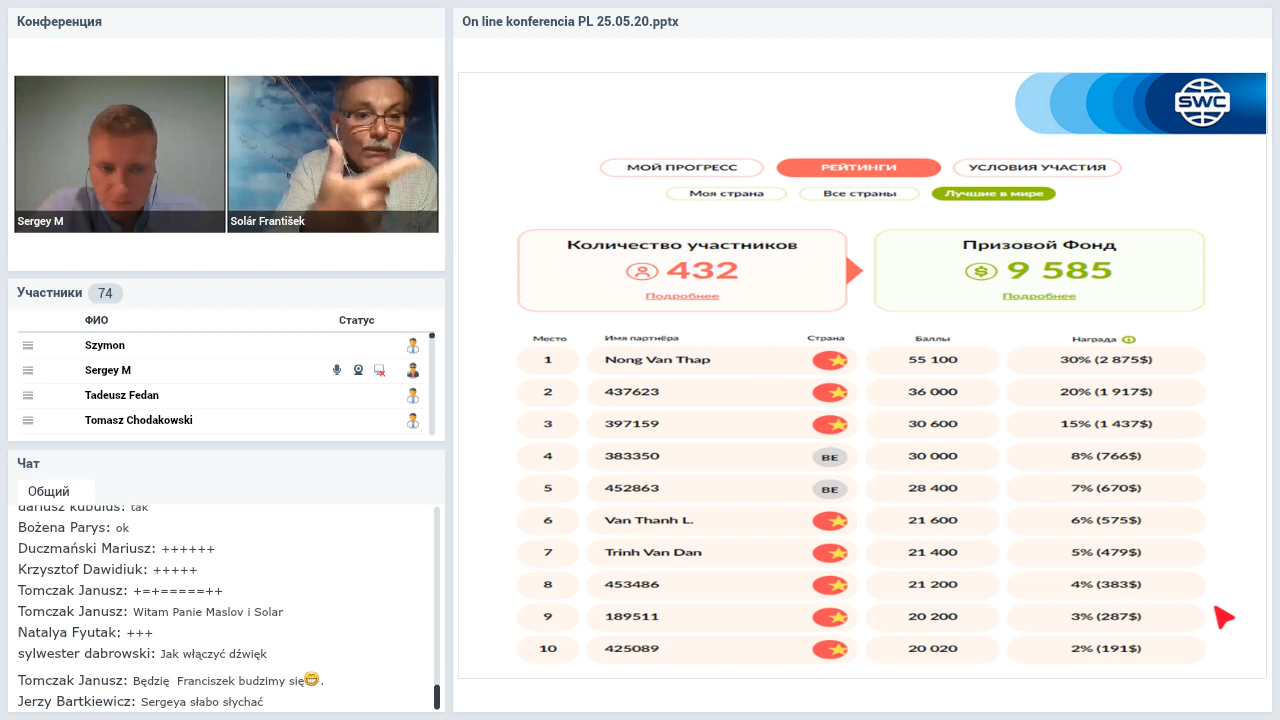 Конференция
Sergey M
Solár František
Участники 74
ФИО Статус
Szymon
Sergey M
Tadeusz Fedan
Tomasz Chodakowski
Чат
Общий
dariusz kubulus: tak
Bożena Parys: ok
Duczmański Mariusz: ++++++
Krzysztof Dawidiuk: +++++
Tomczak Janusz: +=+=====++
Tomczak Janusz: Witam Panie Maslov i Solar
Natalya Fyutak: +++
sylwester dabrowski: Jak włączyć dźwięk
Tomczak Janusz: Będzię Franciszek budzimy się😁.
Jerzy Bartkiewicz: Sergeya słabo słychać
On line konferencia PL 25.05.20.pptx
SWC
МОЙ ПРОГРЕСС РЕЙТИНГИ УСЛОВИЯ УЧАСТИЯ
Моя страна Все страны Лучшие в мире
Количество участников
432
Подробнее
Призовой Фонд
9 585
Подробнее
Место Имя партнёра Страна Баллы Награда
1 Nong Van Thap 55 100 30% (2 875$)
2 437623 36 000 20% (1 917$)
3 397159 30 600 15% (1 437$)
4 383350 BE 30 000 8% (766$)
5 452863 BE 28 400 7% (670$)
6 Van Thanh L. 21 600 6% (575$)
7 Trinh Van Dan 21 400 5% (479$)
8 453486 21 200 4% (383$)
9 189511 20 200 3% (287$)
10 425089 20 020 2% (191$)